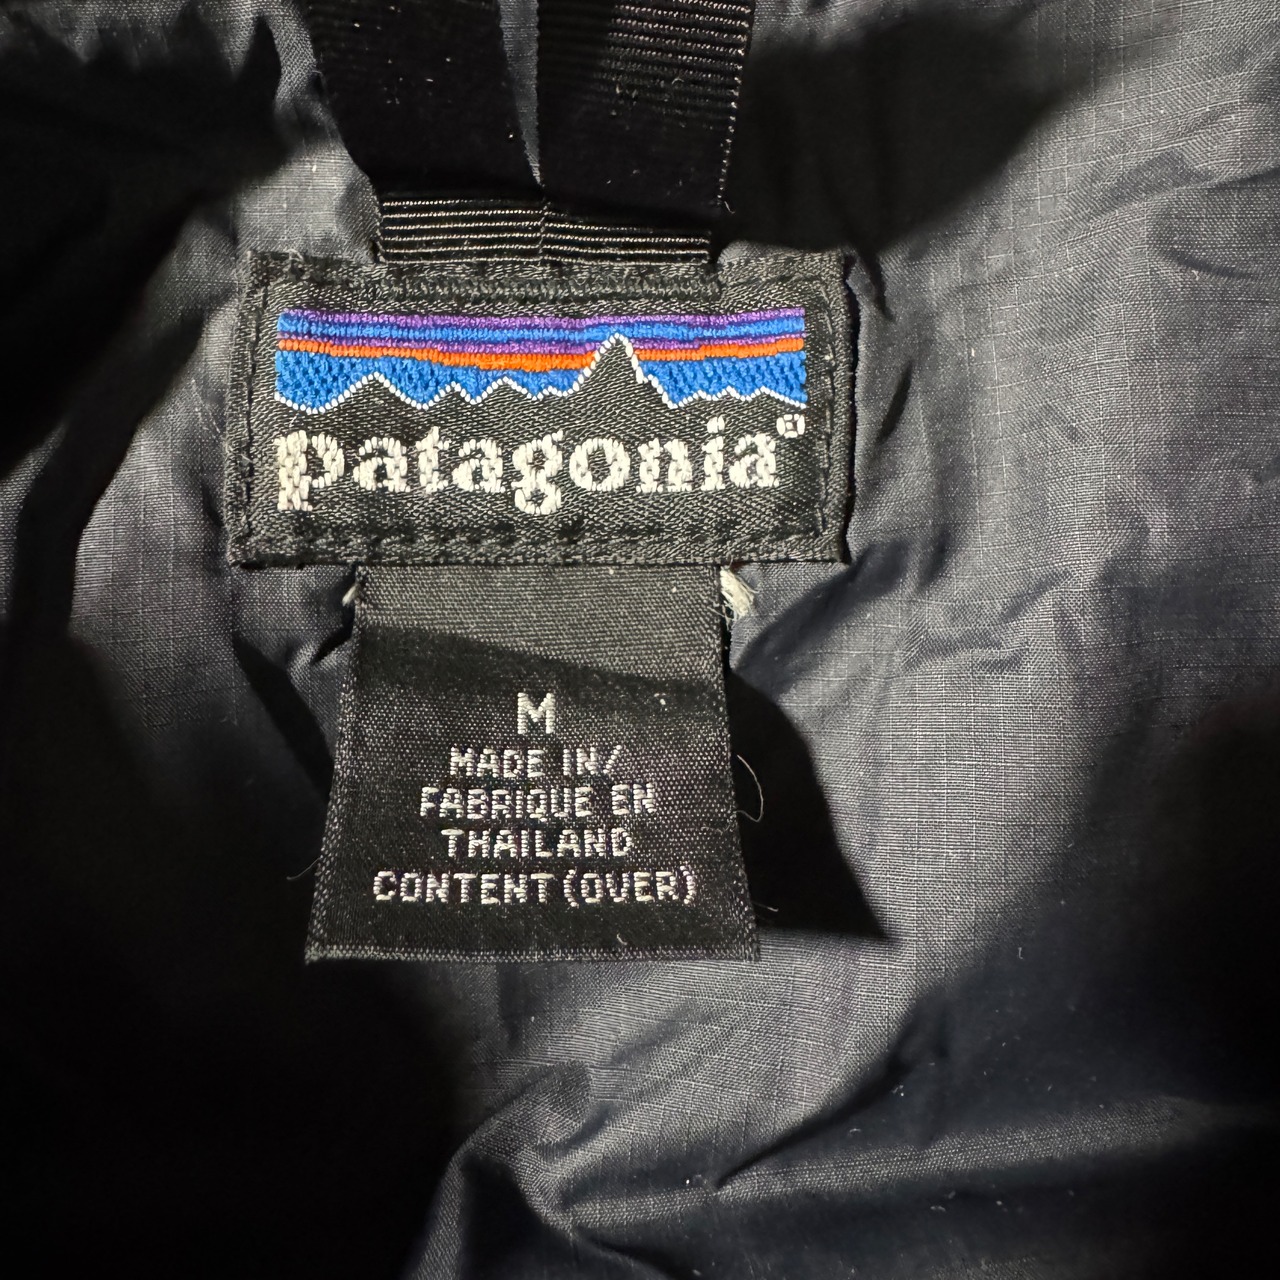 patagonia®
M
MADE IN/
FABRIQUE EN
THAILAND
CONTENT (OVER)